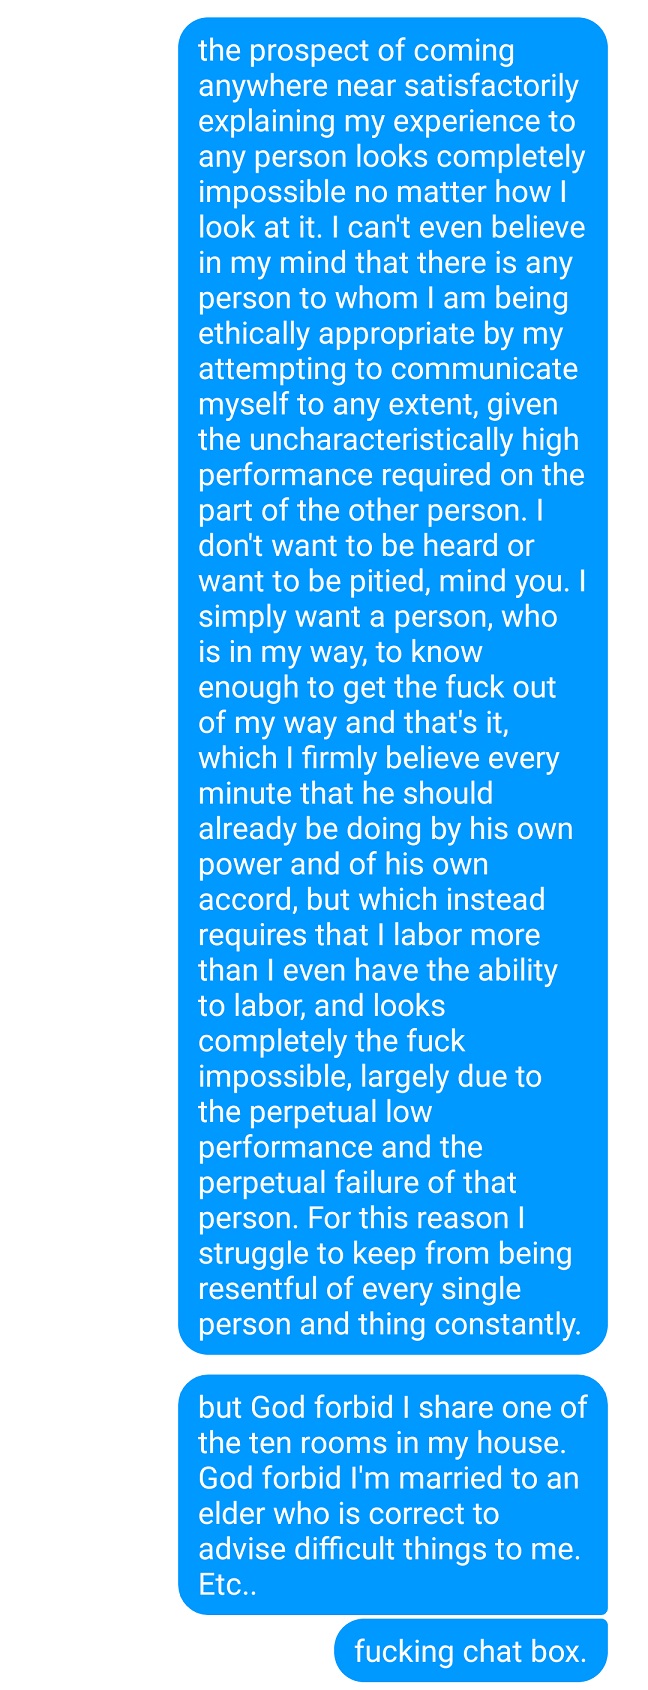 the prospect of coming
anywhere near satisfactorily
explaining my experience to
any person looks completely
impossible no matter how I
look at it. I can't even believe
in my mind that there is any
person to whom I am being
ethically appropriate by my
attempting to communicate
myself to any extent, given
the uncharacteristically high
performance required on the
part of the other person. I
don't want to be heard or
want to be pitied, mind you. I
simply want a person, who
is in my way, to know
enough to get the fuck out
of my way and that's it,
which I firmly believe every
minute that he should
already be doing by his own
power and of his own
accord, but which instead
requires that I labor more
than I even have the ability
to labor, and looks
completely the fuck
impossible, largely due to
the perpetual low
performance and the
perpetual failure of that
person. For this reason I
struggle to keep from being
resentful of every single
person and thing constantly.
but God forbid I share one of
the ten rooms in my house.
God forbid I'm married to an
elder who is correct to
advise difficult things to me.
Etc..
fucking chat box.